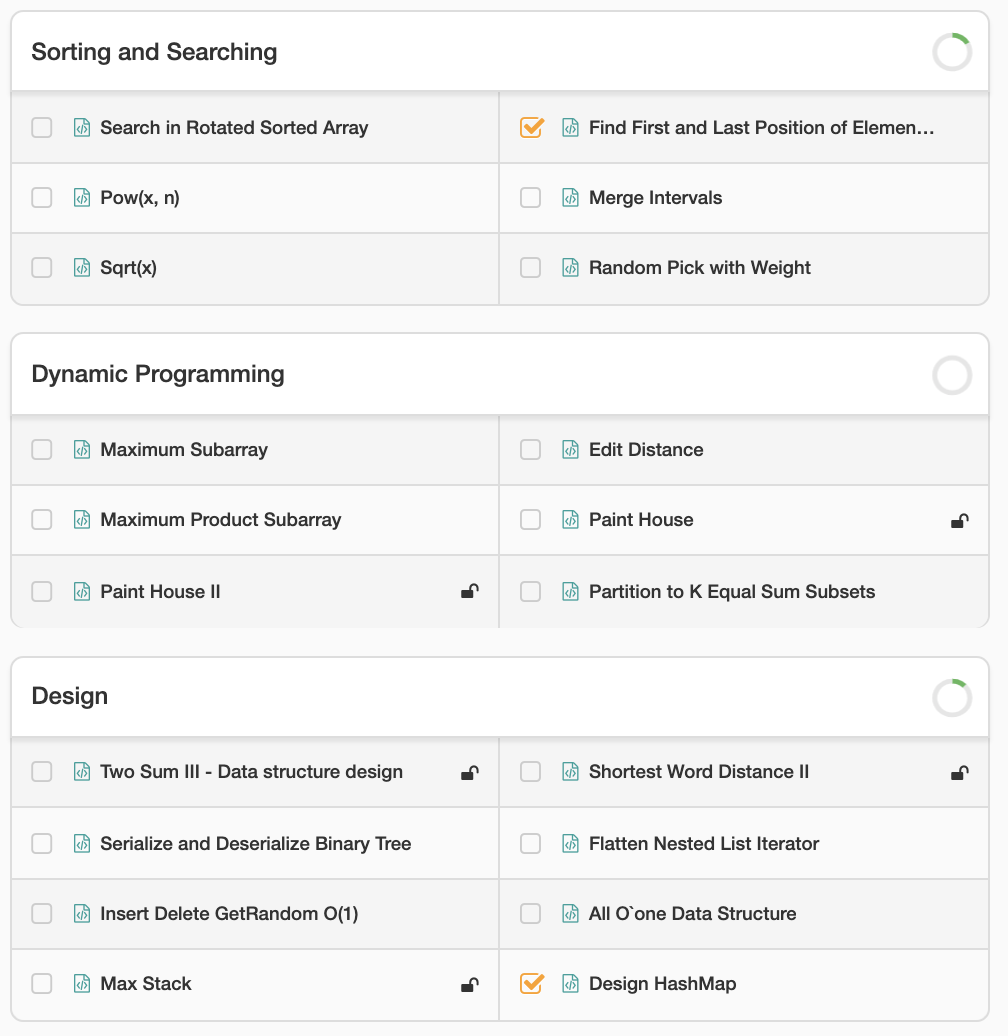 Sorting and Searching
Search in Rotated Sorted Array
Find First and Last Position of Elemen...
Pow(x, n)
Merge Intervals
Sqrt(x)
Random Pick with Weight
Dynamic Programming
Maximum Subarray
Edit Distance
Maximum Product Subarray
Paint House
Paint House II
Partition to K Equal Sum Subsets
Design
Two Sum III - Data structure design
Shortest Word Distance II
Serialize and Deserialize Binary Tree
Flatten Nested List Iterator
Insert Delete GetRandom O(1)
All O`one Data Structure
Max Stack
Design HashMap